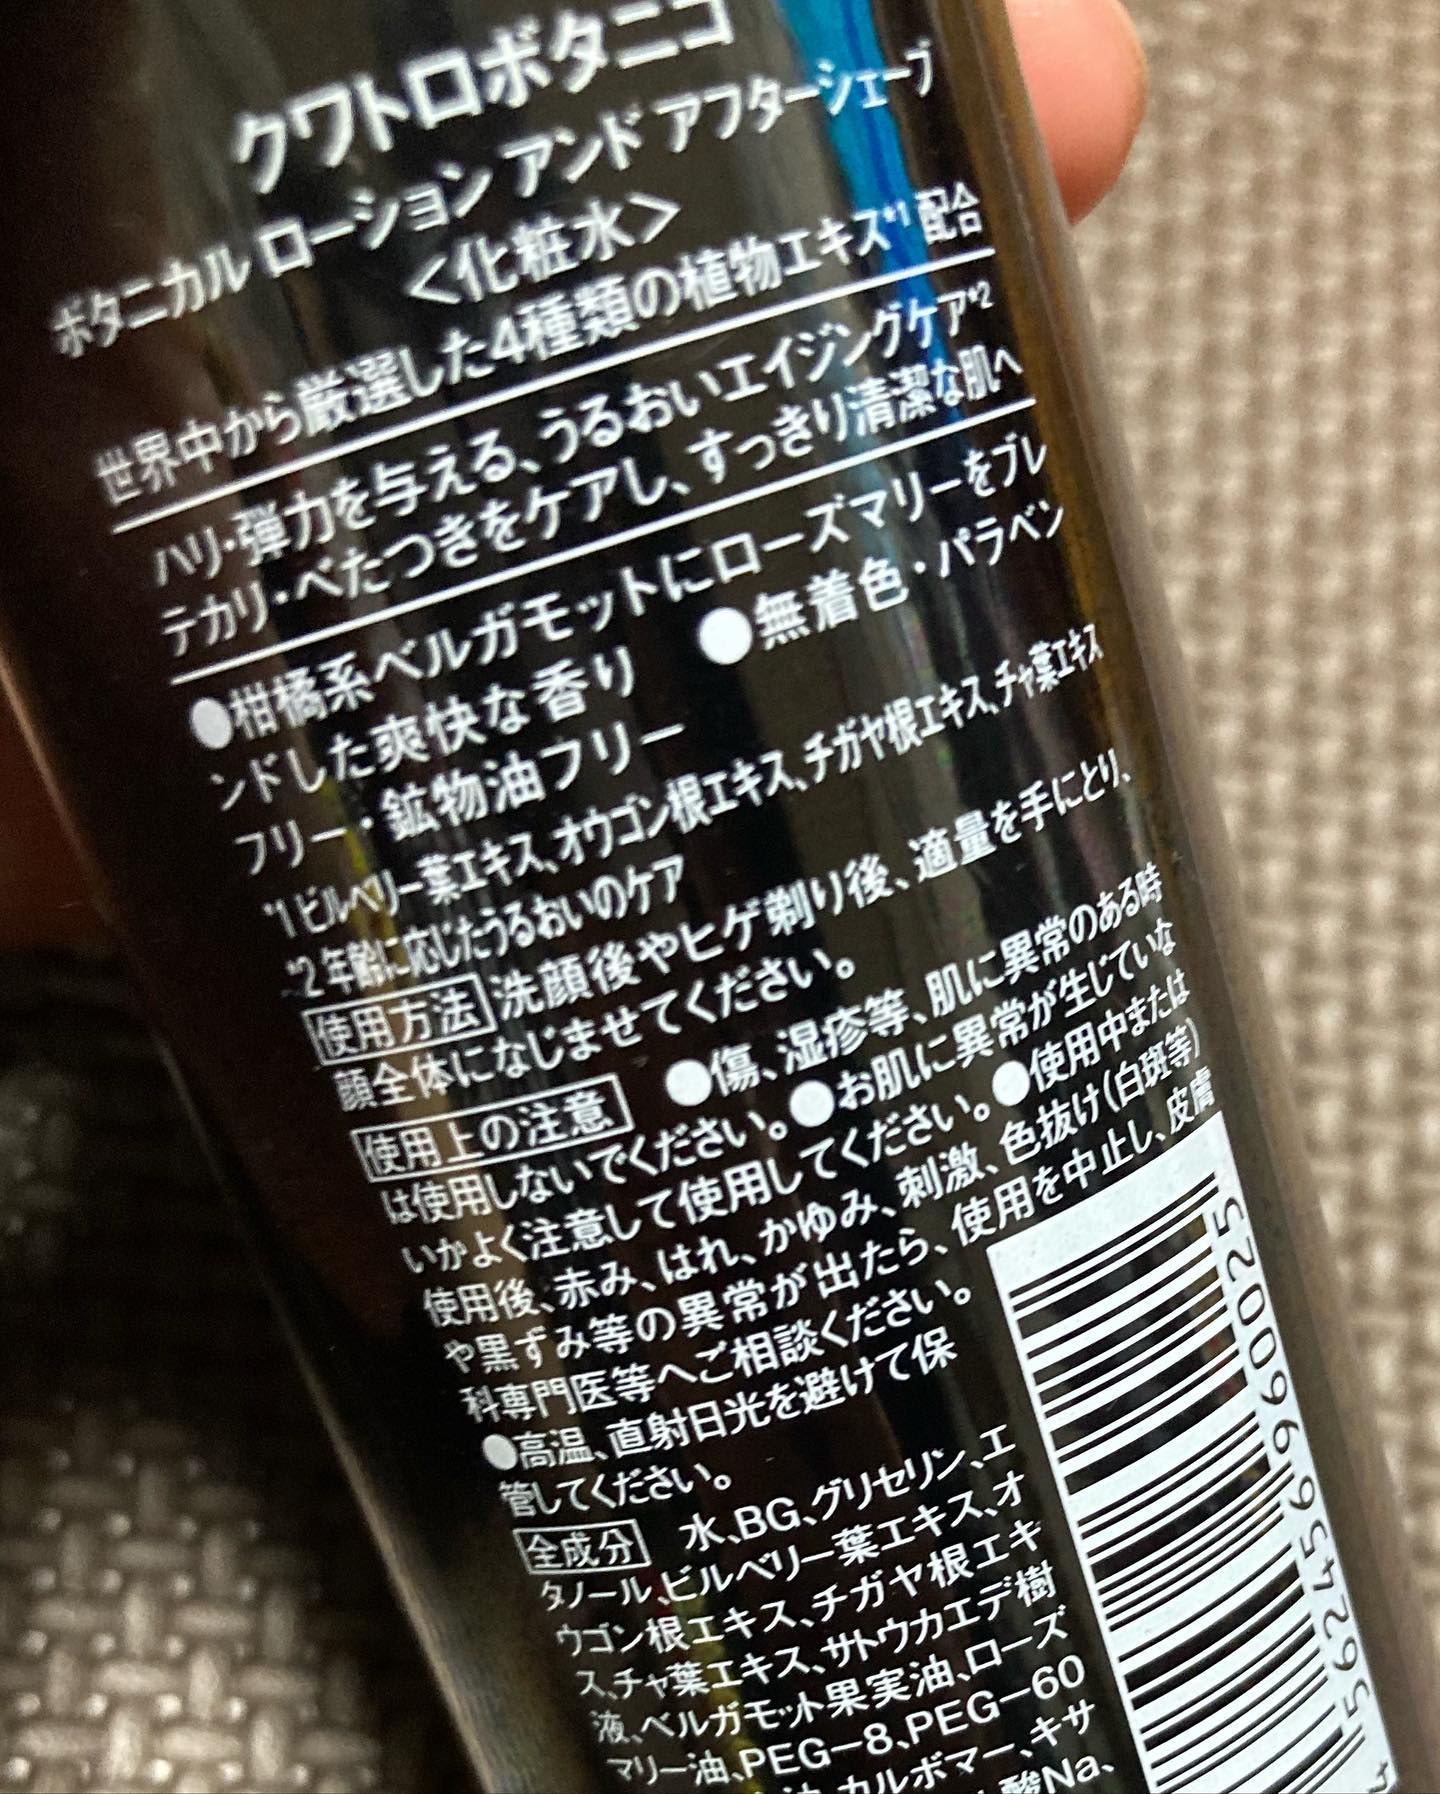 クワトロボタニコ
ボタニカル ローション アンド アフターシェーブ
<化粧水>
世界中から厳選した4種類の植物エキス*1配合
ハリ・弾力を与える、うるおいエイジングケア*2
テカリ・べたつきをケアし、すっきり清潔な肌へ
●柑橘系ベルガモットにローズマリーをブレ
ンドした爽快な香り ●無着色・パラベン
フリー・鉱物油フリー
*1 ビルベリー葉エキス、オウゴン根エキス、チガヤ根エキス、チャ葉エキス
*2 年齢に応じたうるおいのケア
使用方法 洗顔後やヒゲ剃り後、適量を手にとり、
顔全体になじませてください。
使用上の注意 ●傷、湿疹等、肌に異常のある時
は使用しないでください。●お肌に異常が生じていな
いかよく注意して使用してください。●使用中または
使用後、赤み、はれ、かゆみ、刺激、色抜け(白斑等)
や黒ずみ等の異常が出たら、使用を中止し、皮膚
科専門医等へご相談ください。
●高温、直射日光を避けて保
管してください。
全成分 水、BG、グリセリン、エ
タノール、ビルベリー葉エキス、オ
ウゴン根エキス、チガヤ根エキ
ス、チャ葉エキス、サトウカエデ樹
液、ベルガモット果実油、ローズ
マリー油、PEG-8、PEG-60
油、カルボマー、キサ
酸Na、
562456960025